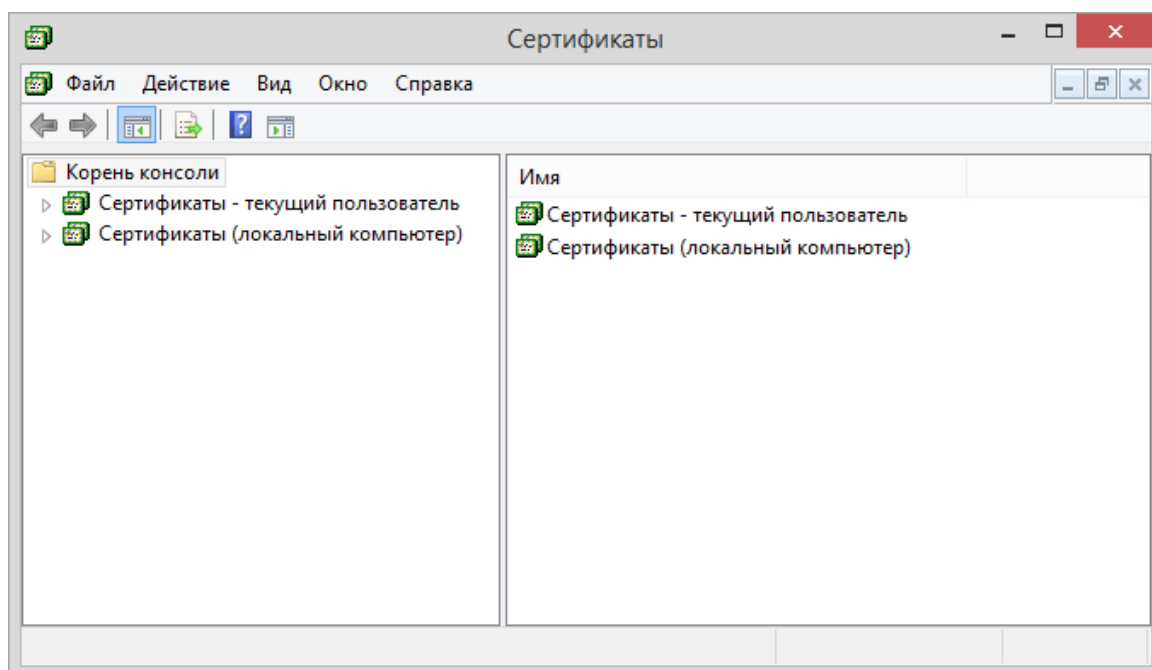 Сертификаты
Файл Действие Вид Окно Справка
Корень консоли
Сертификаты - текущий пользователь
Сертификаты (локальный компьютер)
Имя
Сертификаты - текущий пользователь
Сертификаты (локальный компьютер)